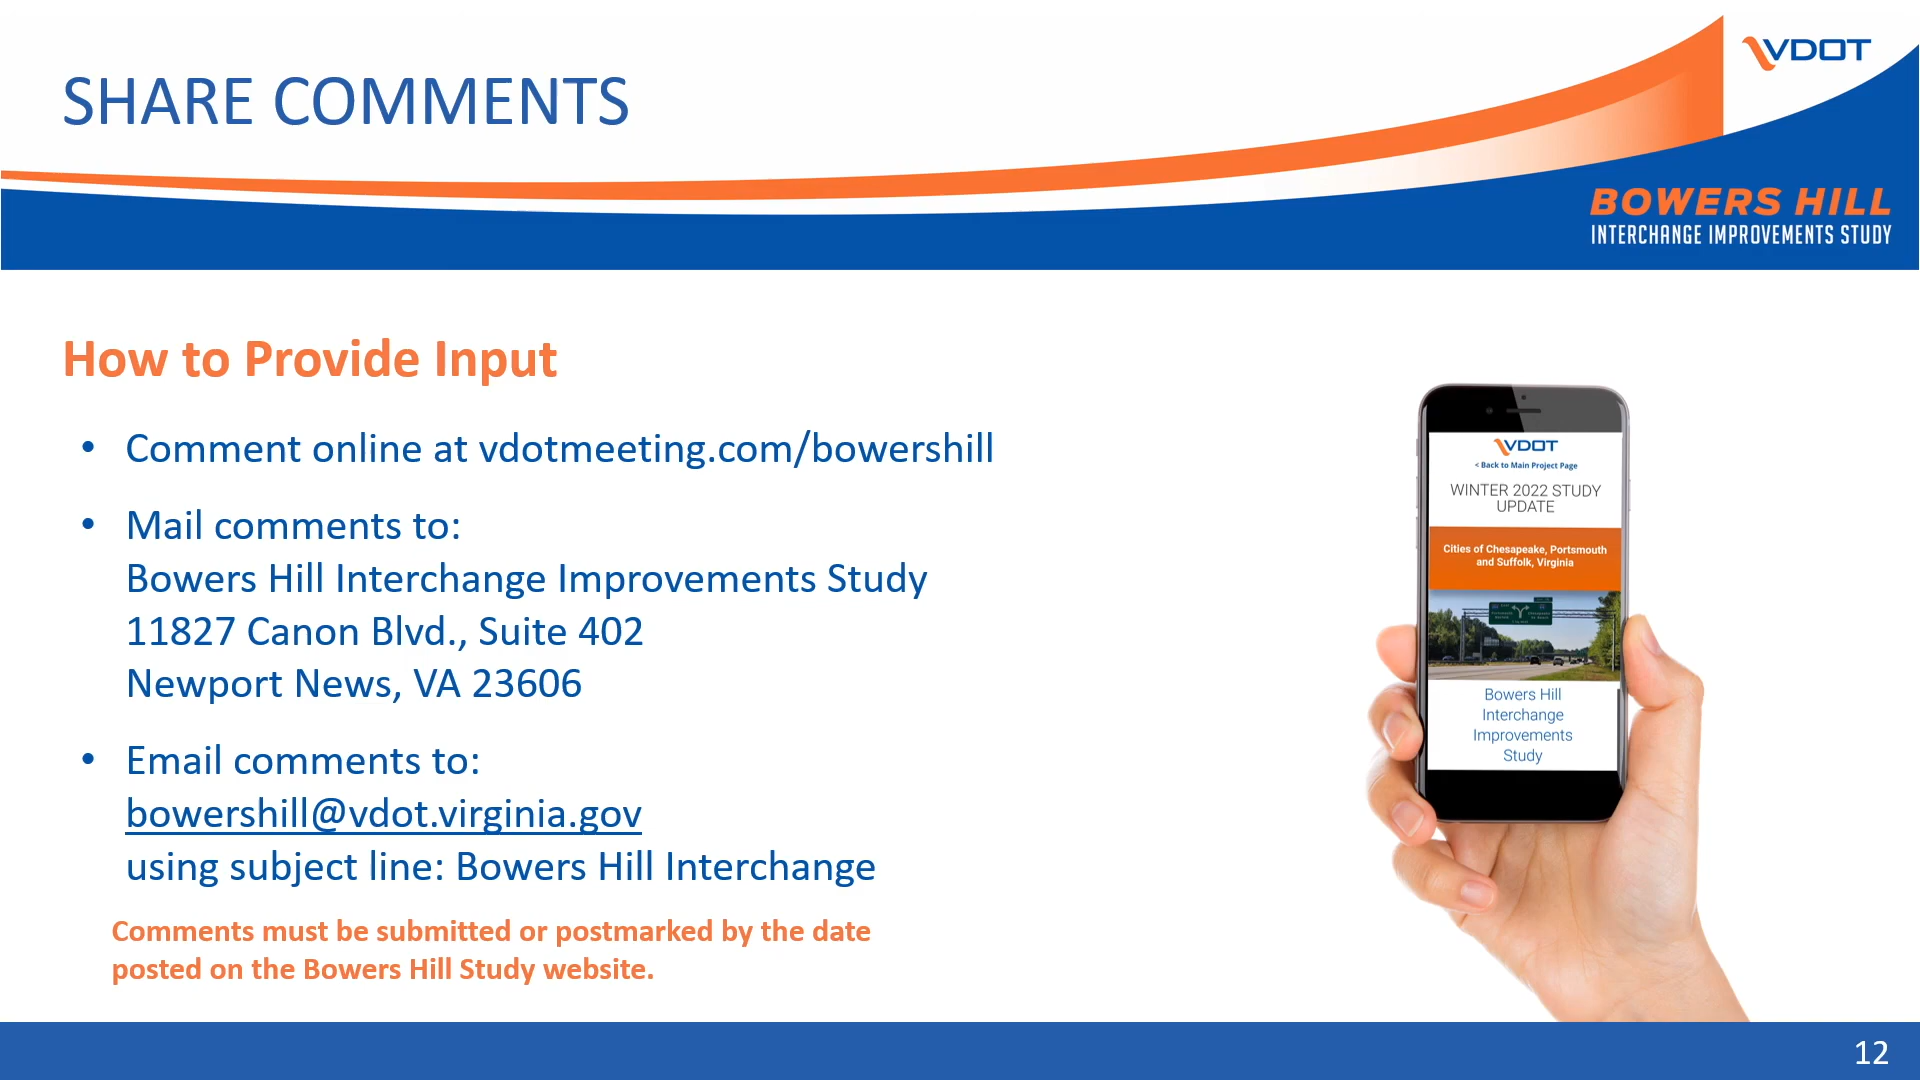 SHARE COMMENTS
VDOT
BOWERS HILL
INTERCHANGE IMPROVEMENTS STUDY
How to Provide Input
• Comment online at vdotmeeting.com/bowershill
• Mail comments to:
Bowers Hill Interchange Improvements Study
11827 Canon Blvd., Suite 402
Newport News, VA 23606
• Email comments to:
bowershill@vdot.virginia.gov
using subject line: Bowers Hill Interchange
Comments must be submitted or postmarked by the date
posted on the Bowers Hill Study website.
VDOT
< Back to Main Project Page
WINTER 2022 STUDY
UPDATE
Cities of Chesapeake, Portsmouth
and Suffolk, Virginia
Bowers Hill
Interchange
Improvements
Study
12